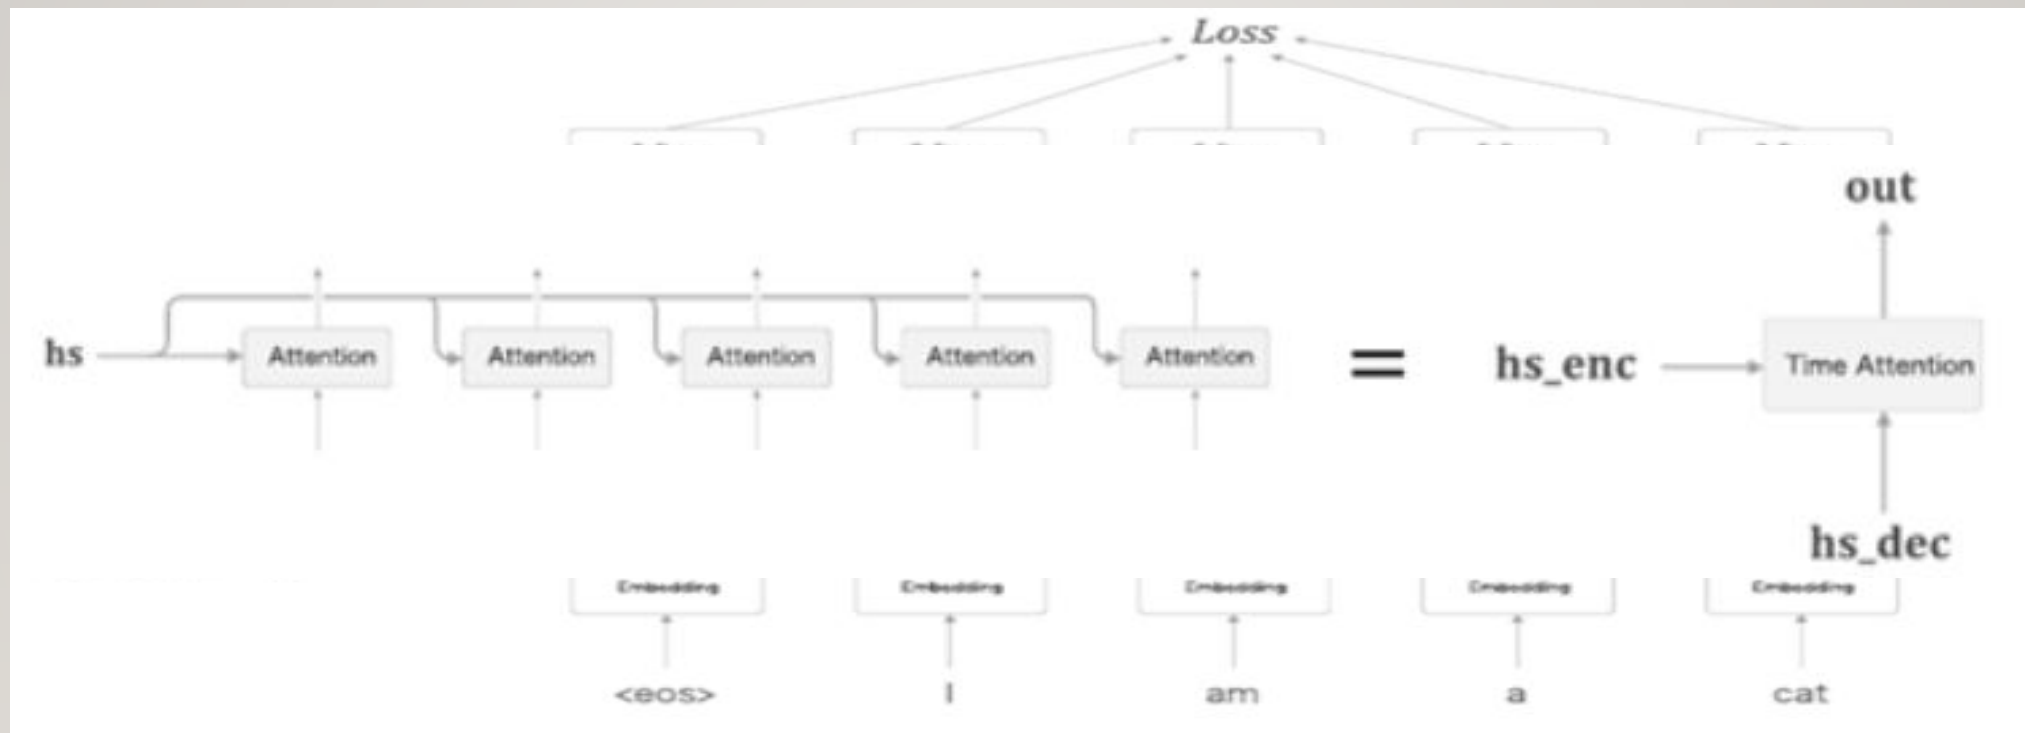 Loss
out
hs Attention Attention Attention Attention Attention = hs_enc Time Attention
hs_dec
Embedding Embedding Embedding Embedding Embedding
<eos> I am a cat